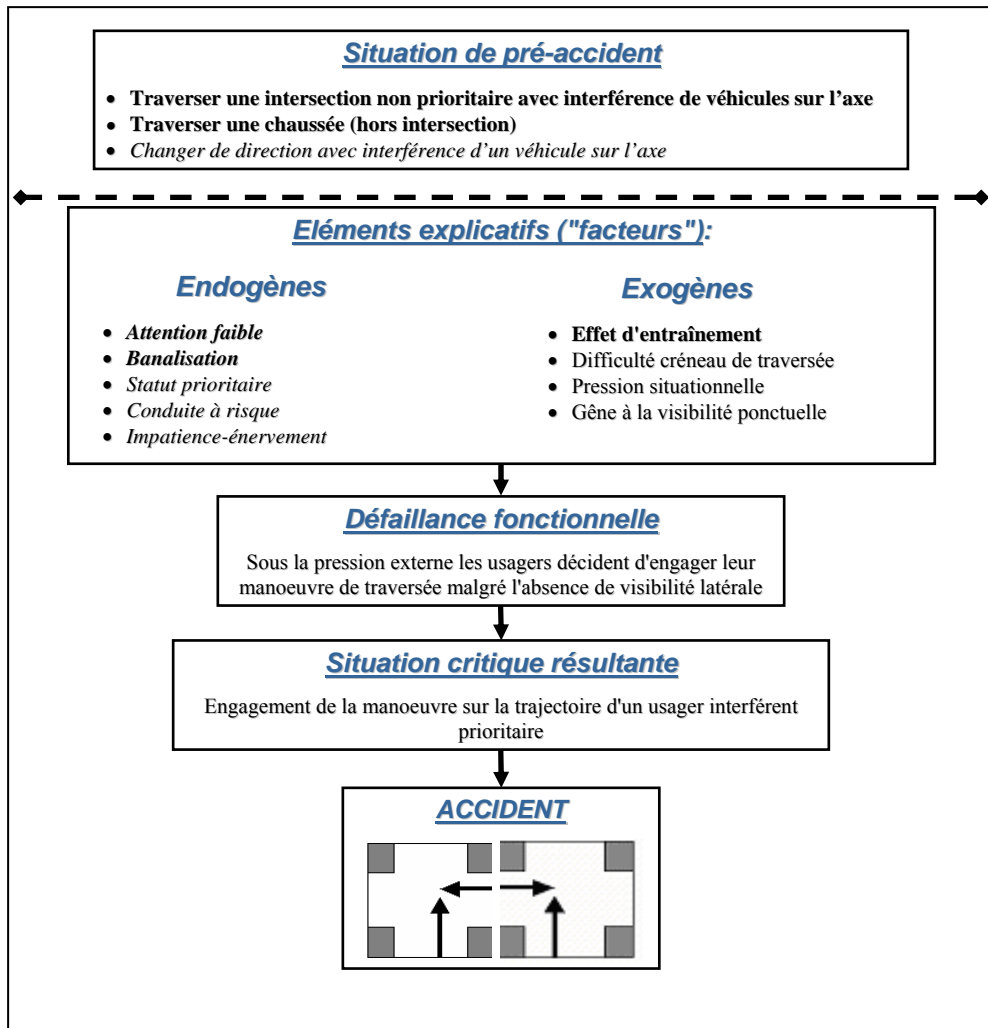 Situation de pré-accident
• Traverser une intersection non prioritaire avec interférence de véhicules sur l'axe
• Traverser une chaussée (hors intersection)
• Changer de direction avec interférence d'un véhicule sur l'axe
Eléments explicatifs ("facteurs"):
Endogènes
• Attention faible
• Banalisation
• Statut prioritaire
• Conduite à risque
• Impatience-énervement
Exogènes
• Effet d'entraînement
• Difficulté créneau de traversée
• Pression situationnelle
• Gêne à la visibilité ponctuelle
Défaillance fonctionnelle
Sous la pression externe les usagers décident d'engager leur
manoeuvre de traversée malgré l'absence de visibilité latérale
Situation critique résultante
Engagement de la manoeuvre sur la trajectoire d'un usager interférent
prioritaire
ACCIDENT